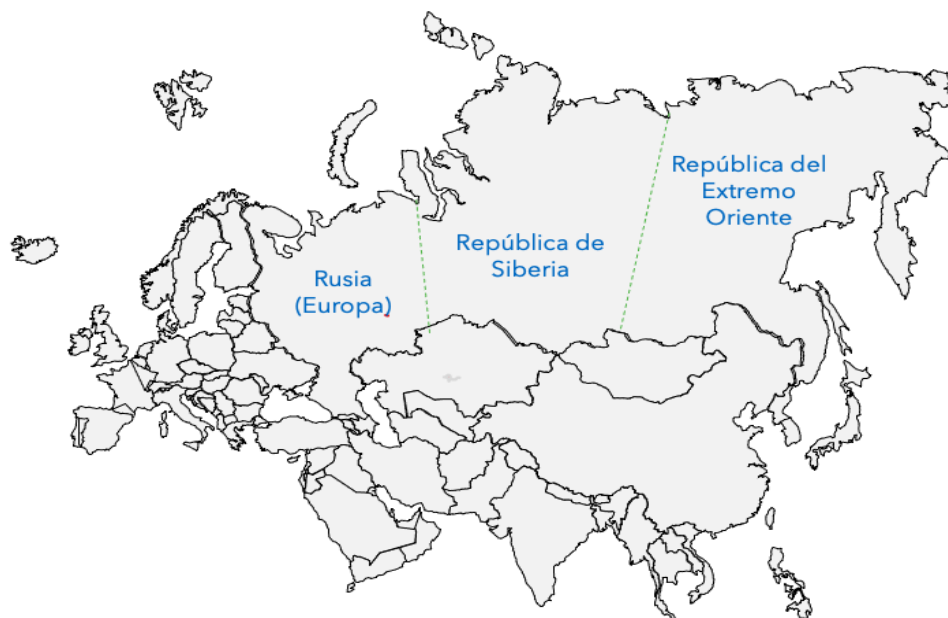 República del
Extremo
Oriente
República de
Siberia
Rusia
(Europa)